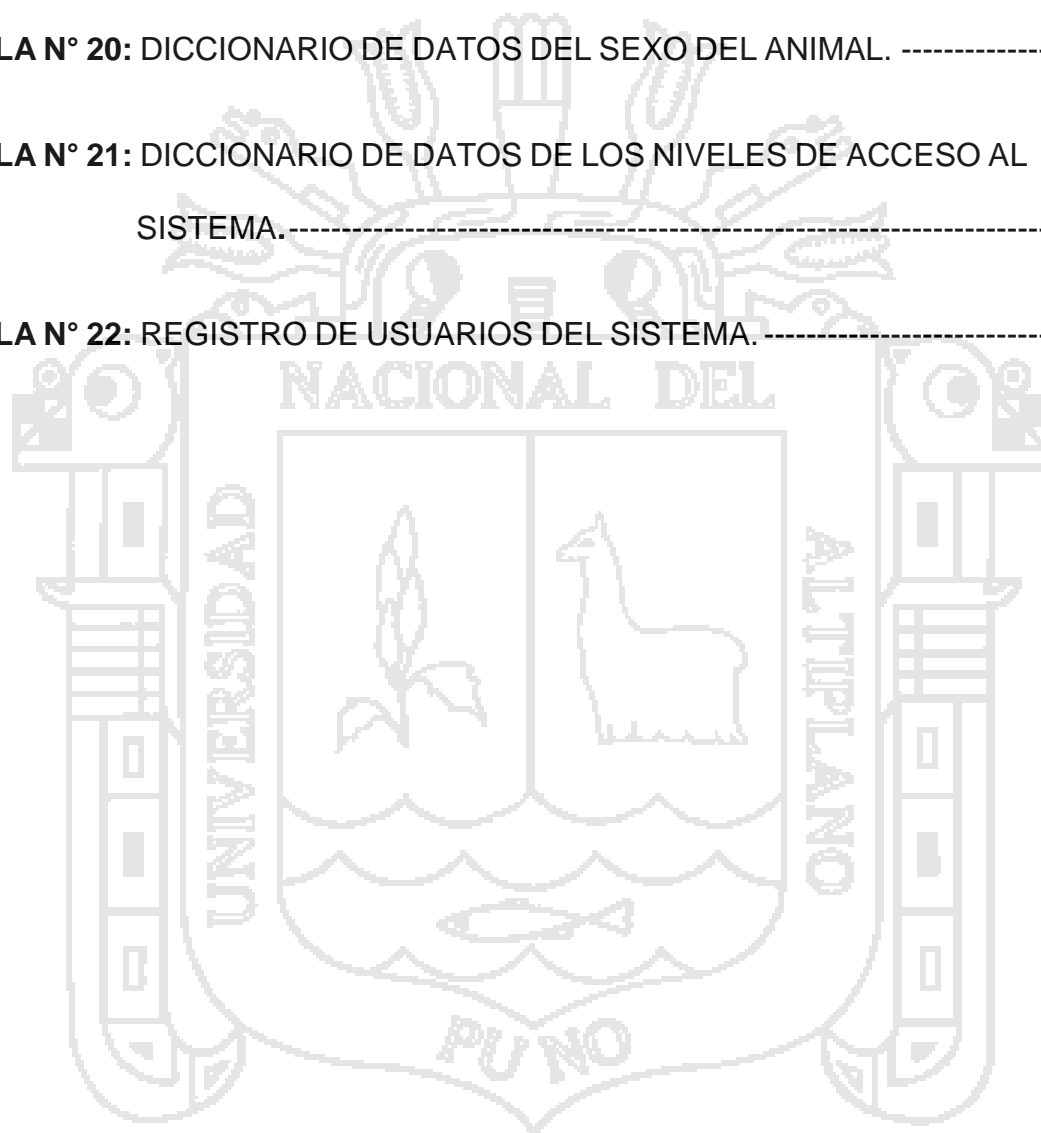 LA N° 20: DICCIONARIO DE DATOS DEL SEXO DEL ANIMAL. --------------
LA N° 21: DICCIONARIO DE DATOS DE LOS NIVELES DE ACCESO AL
SISTEMA.------------------------------------------------------------------------
LA N° 22: REGISTRO DE USUARIOS DEL SISTEMA. ---------------------------
NACIONAL DEL
UNIVERSIDAD
ALTIPLANO
PUNO